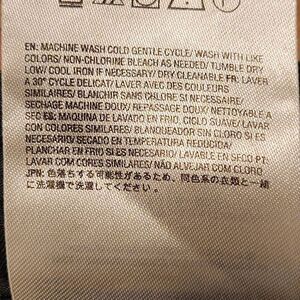 EN: MACHINE WASH COLD GENTLE CYCLE/ WASH WITH LIKE
COLORS/ NON-CHLORINE BLEACH AS NEEDED/ TUMBLE DRY
LOW/ COOL IRON IF NECESSARY/ DRY CLEANABLE FR: LAVER
A 30° CYCLE DELICAT/ LAVER AVEC DES COULEURS
SIMILAIRES/ BLANCHIR SANS CHLORE SI NECESSAIRE/
SECHAGE MACHINE DOUX/ REPASSAGE DOUX/ NETTOYABLE A
SEC ES: MAQUINA DE LAVADO EN FRIO, CICLO SUAVE/ LAVAR
CON COLORES SIMILARES/ BLANQUEADOR SIN CLORO SI ES
NECESARIO/ SECADO EN TEMPERATURA REDUCIDA/
PLANCHAR EN FRIO SI ES NECESARIO/ LAVABLE EN SECO PT:
LAVAR COM CORES SIMILARES/ NÃO ALVEJAR COM CLORO
JPN: 色落ちする可能性があるため、同色系の衣類と一緒
に洗濯機で洗濯してください。